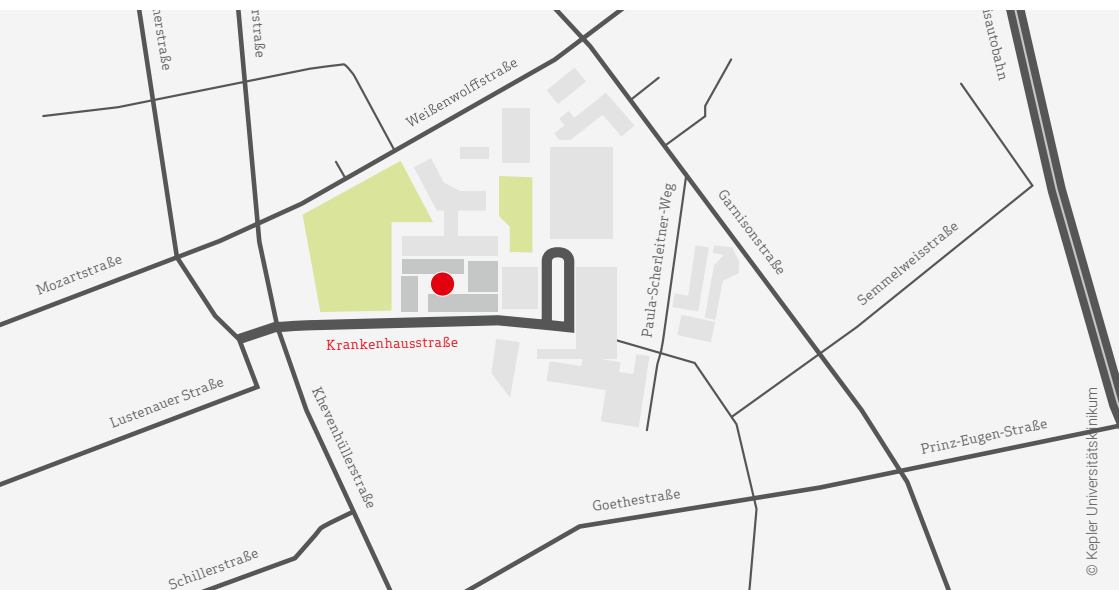 nerstraße
rstraße
isautobahn
Weißenwolffstraße
Mozartstraße
Paula-Scherleitner-Weg
Garnisonstraße
Semmelweisstraße
Krankenhausstraße
Lustenauer Straße
Khevenhüllerstraße
Prinz-Eugen-Straße
Goethestraße
Schillerstraße
© Kepler Universitätsklinikum